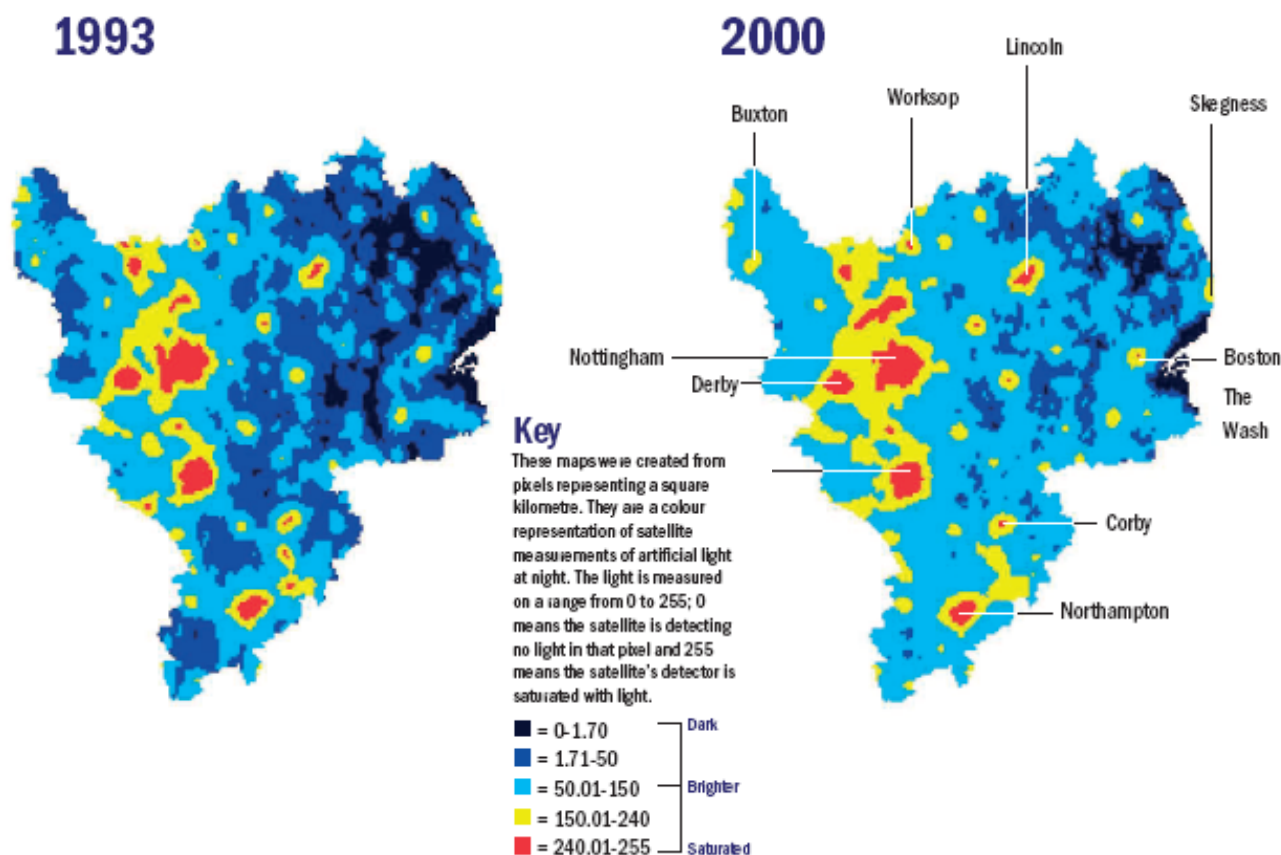 1993
2000
Lincoln
Worksop
Buxton
Skegness
Nottingham
Derby
Boston
The
Wash
Corby
Northampton
Key
These maps were created from
pixels representing a square
kilometre. They are a colour
representation of satellite
measurements of artificial light
at night. The light is measured
on a range from 0 to 255; 0
means the satellite is detecting
no light in that pixel and 255
means the satellite's detector is
saturated with light.
= 0-1.70
Dark
= 1.71-50
= 50.01-150
Brighter
= 150.01-240
= 240.01-255
Saturated